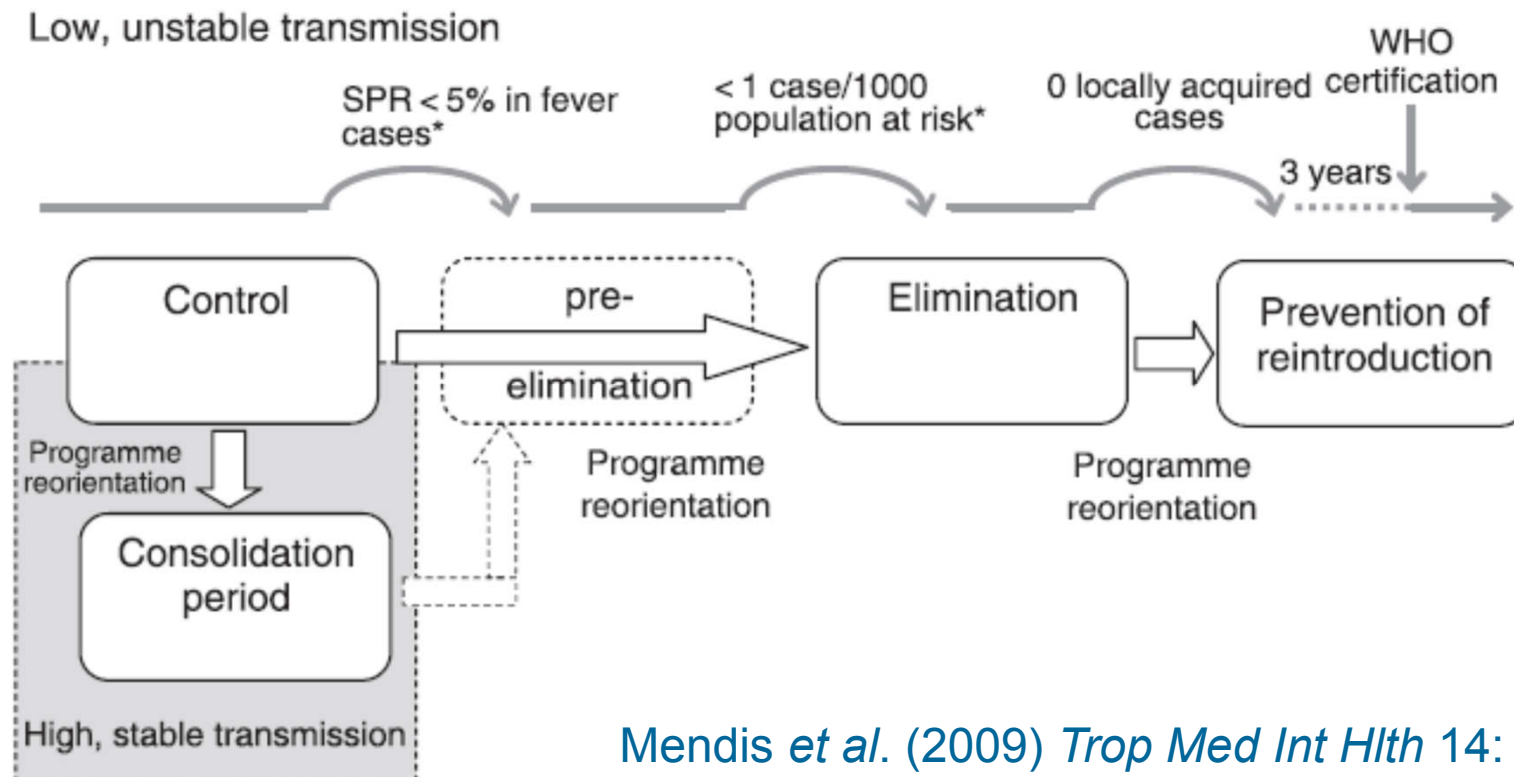 Low, unstable transmission
SPR < 5% in fever
cases*
< 1 case/1000
population at risk*
0 locally acquired
cases
WHO
certification
3 years
Control
pre-
elimination
Elimination
Prevention of
reintroduction
Programme
reorientation
Programme
reorientation
Programme
reorientation
Consolidation
period
High, stable transmission
Mendis et al. (2009) Trop Med Int Hlth 14: